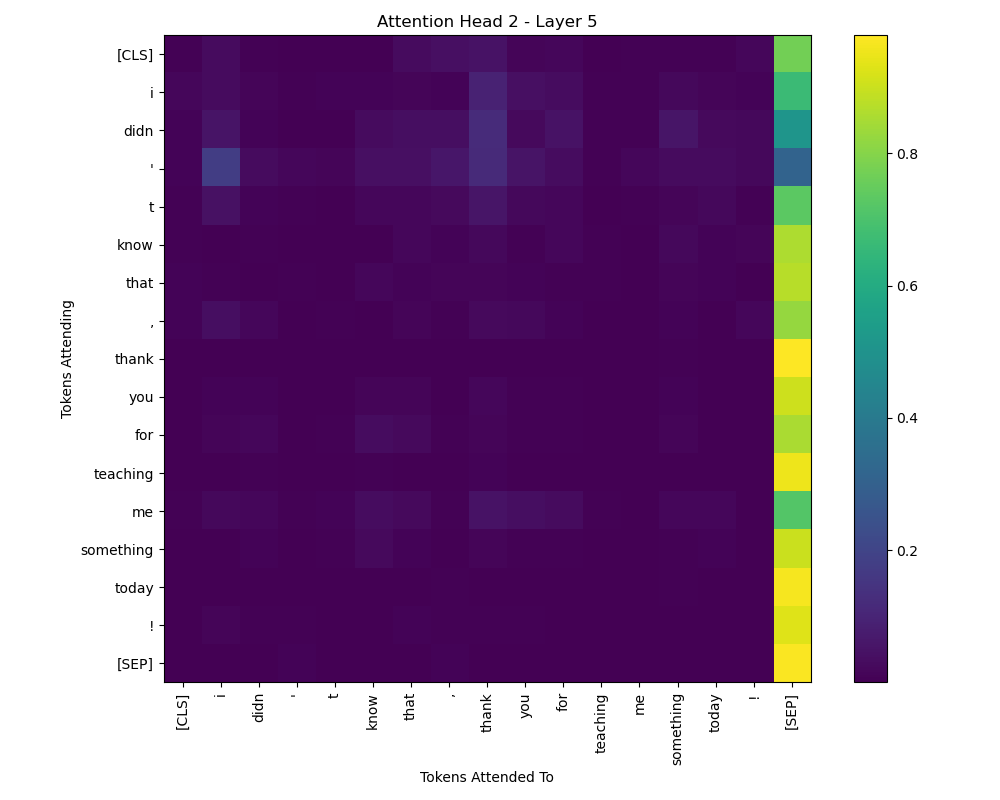 Attention Head 2 - Layer 5
Tokens Attending
[CLS]
i
didn
'
t
know
that
,
thank
you
for
teaching
me
something
today
!
[SEP]
[CLS]
i
didn
'
t
know
that
,
thank
you
for
teaching
me
something
today
!
[SEP]
Tokens Attended To
0.8
0.6
0.4
0.2